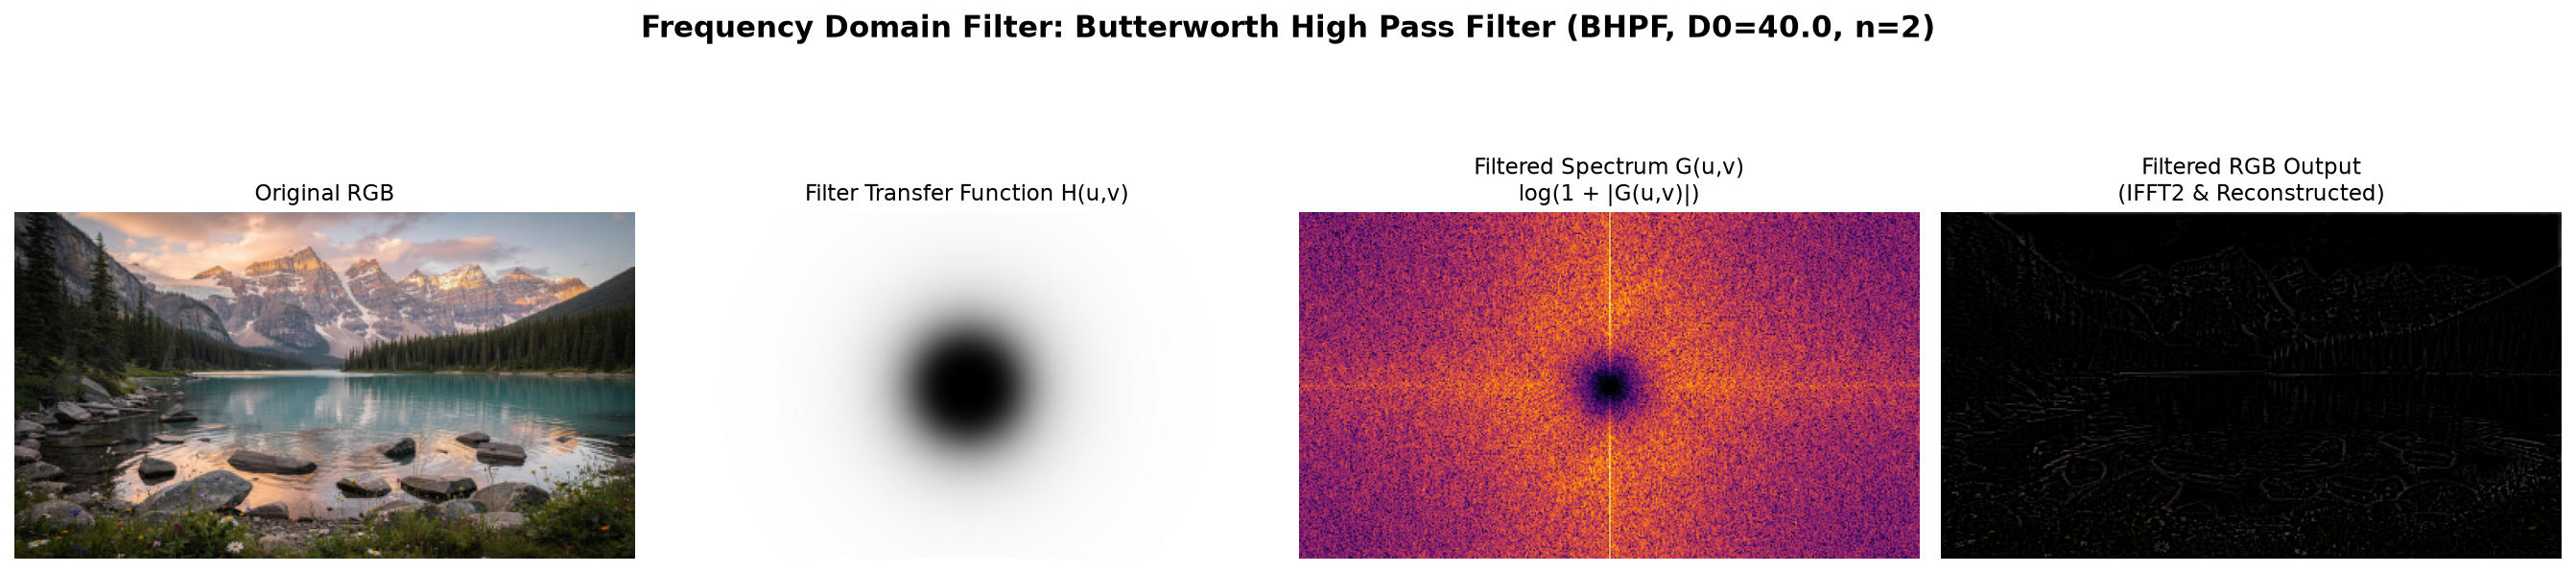 Frequency Domain Filter: Butterworth High Pass Filter (BHPF, D0=40.0, n=2)
Original RGB
Filter Transfer Function H(u,v)
Filtered Spectrum G(u,v)
log(1 + |G(u,v)|)
Filtered RGB Output
(IFFT2 & Reconstructed)